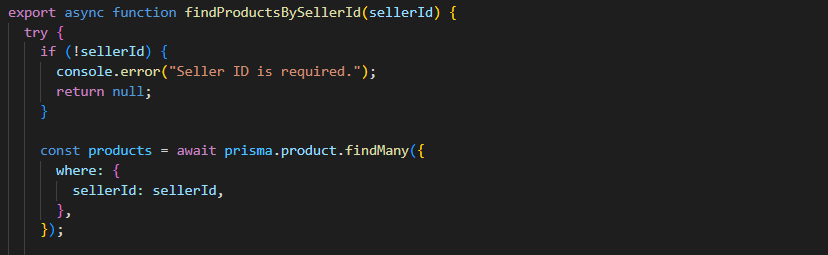 export async function findProductsBySellerId(sellerId) {
  try {
    if (!sellerId) {
      console.error("Seller ID is required.");
      return null;
    }

    const products = await prisma.product.findMany({
      where: {
        sellerId: sellerId,
      },
    });